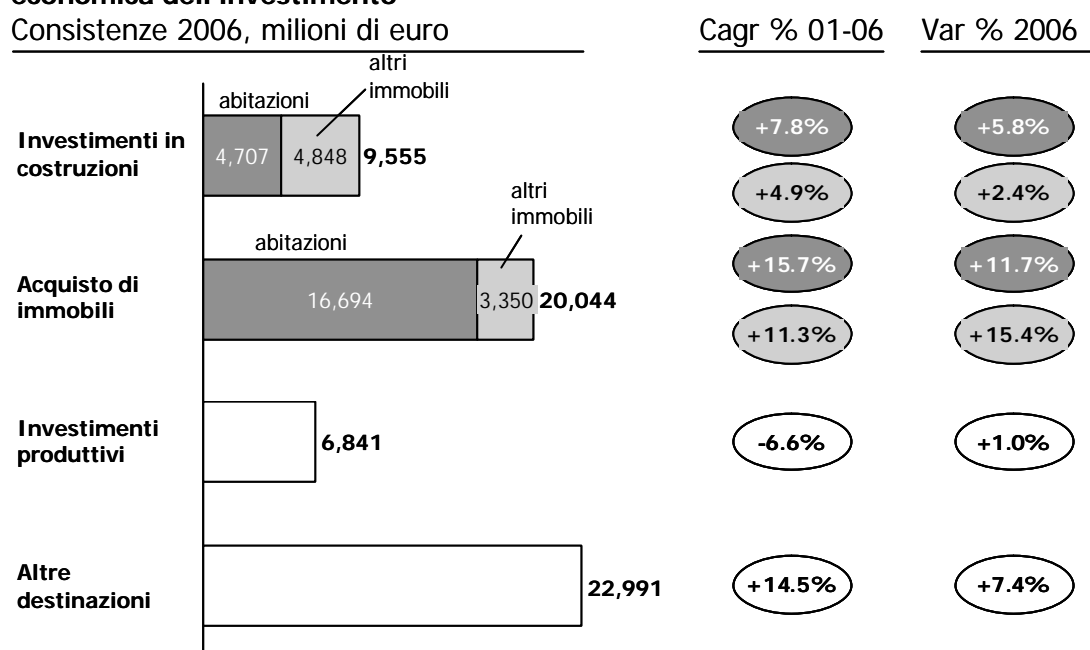 economica dell'investimento
Consistenze 2006, milioni di euro
Cagr % 01-06
Var % 2006
altri
immobili
abitazioni
Investimenti in
costruzioni
4,707
4,848
9,555
+7.8%
+5.8%
+4.9%
+2.4%
altri
immobili
abitazioni
Acquisto di
immobili
16,694
3,350
20,044
+15.7%
+11.7%
+11.3%
+15.4%
Investimenti
produttivi
6,841
-6.6%
+1.0%
Altre
destinazioni
22,991
+14.5%
+7.4%